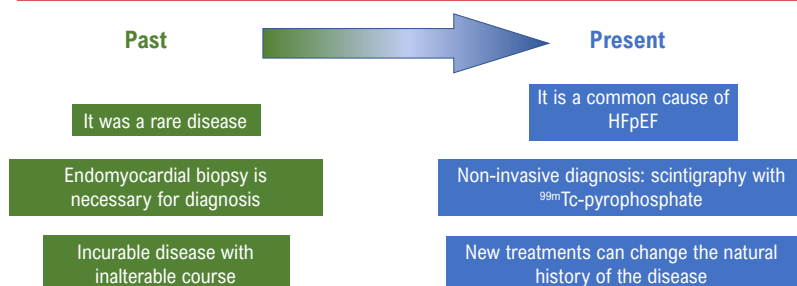 Past
Present
It was a rare disease
It is a common cause of
HFpEF
Endomyocardial biopsy is
necessary for diagnosis
Non-invasive diagnosis: scintigraphy with
⁹⁹ᵐTc-pyrophosphate
Incurable disease with
inalterable course
New treatments can change the natural
history of the disease